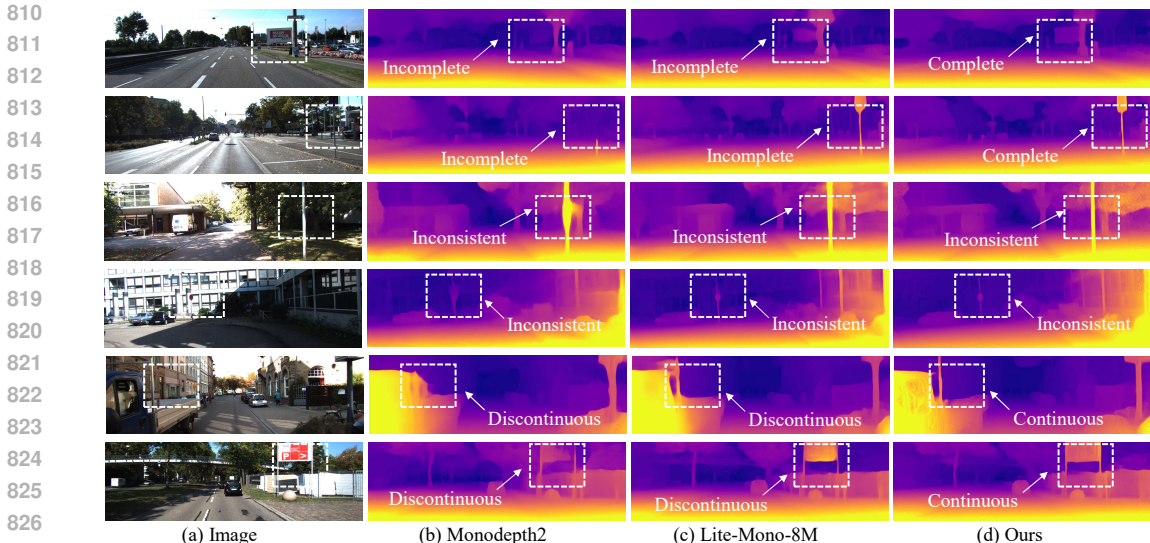 810
811
Incomplete Incomplete Complete
812
813
814
Incomplete Incomplete Complete
815
816
817
Inconsistent Inconsistent Inconsistent
818
819
Inconsistent Inconsistent Inconsistent
820
821
822
Discontinuous Discontinuous Continuous
823
824
P >
825
Discontinuous Discontinuous Continuous
826
(a) Image (b) Monodepth2 (c) Lite-Mono-8M (d) Ours